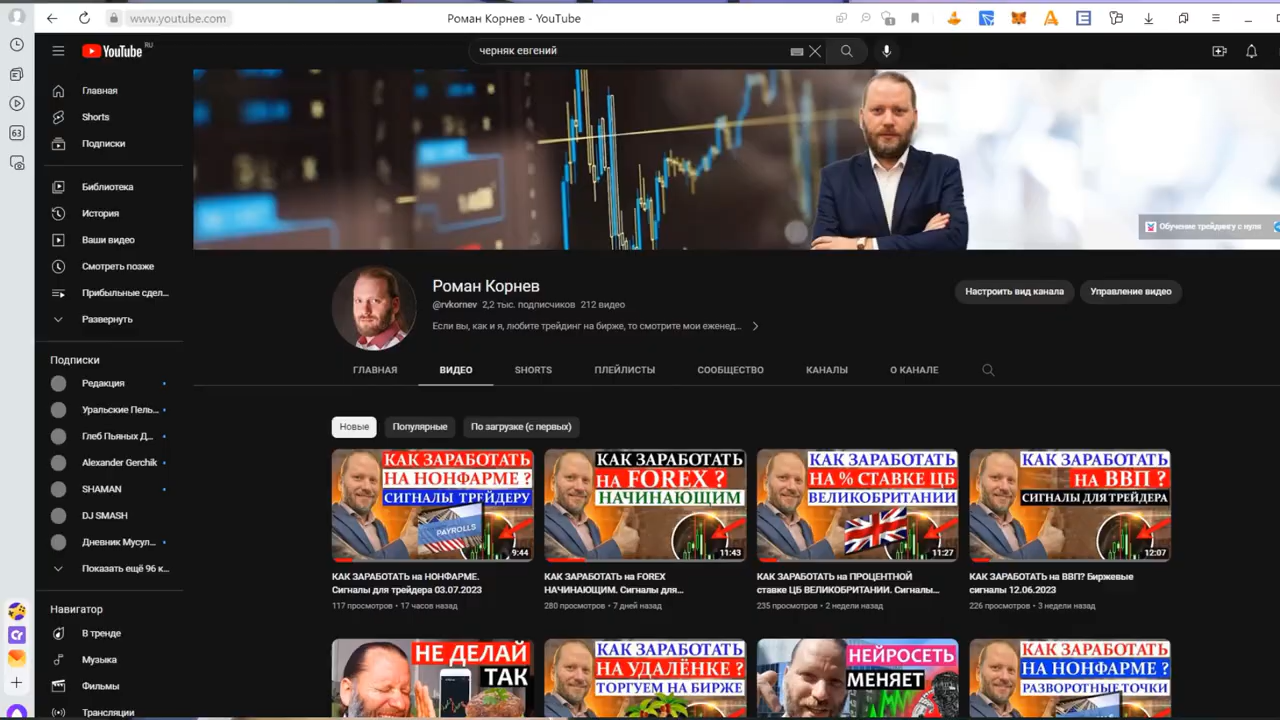 www.youtube.com
Роман Корнев - YouTube
1
63
YouTube RU
черняк евгений
Главная
Shorts
Подписки
Библиотека
История
Ваши видео
Смотреть позже
Прибыльные сдел...
Развернуть
Подписки
Редакция
Уральские Пель...
Глеб Пьяных Д...
Alexander Gerchik
SHAMAN
DJ SMASH
Дневник Мусул...
Показать ещё 96 к...
Навигатор
В тренде
Музыка
Фильмы
Трансляции
Обучение трейдингу с нуля
Роман Корнев
@rvkornev 2,2 тыс. подписчиков 212 видео
Если вы, как и я, любите трейдинг на бирже, то смотрите мои еженед...
Настроить вид канала
Управление видео
ГЛАВНАЯ
ВИДЕО
SHORTS
ПЛЕЙЛИСТЫ
СООБЩЕСТВО
КАНАЛЫ
О КАНАЛЕ
Новые
Популярные
По загрузке (с первых)
КАК ЗАРАБОТАТЬ
НА НОНФАРМЕ ?
СИГНАЛЫ ТРЕЙДЕРУ
PAYROLLS
9:44
КАК ЗАРАБОТАТЬ на НОНФАРМЕ.
Сигналы для трейдера 03.07.2023
117 просмотров • 17 часов назад
КАК ЗАРАБОТАТЬ
НА FOREX ?
НАЧИНАЮЩИМ
11:43
КАК ЗАРАБОТАТЬ на FOREX
НАЧИНАЮЩИМ. Сигналы для...
280 просмотров • 7 дней назад
КАК ЗАРАБОТАТЬ
НА % СТАВКЕ ЦБ
ВЕЛИКОБРИТАНИИ
11:27
КАК ЗАРАБОТАТЬ на ПРОЦЕНТНОЙ
ставке ЦБ ВЕЛИКОБРИТАНИИ. Сигналы...
235 просмотров • 2 недели назад
КАК ЗАРАБОТАТЬ
НА ВВП ?
СИГНАЛЫ ДЛЯ ТРЕЙДЕРА
12:07
КАК ЗАРАБОТАТЬ на ВВП? Биржевые
сигналы 12.06.2023
226 просмотров • 3 недели назад
НЕ ДЕЛАЙ
ТАК
КАК ЗАРАБОТАТЬ
НА УДАЛЁНКЕ ?
ТОРГУЕМ НА БИРЖЕ
НЕЙРОСЕТЬ
МЕНЯЕТ
КАК ЗАРАБОТАТЬ
НА НОНФАРМЕ ?
РАЗВОРОТНЫЕ ТОЧКИ